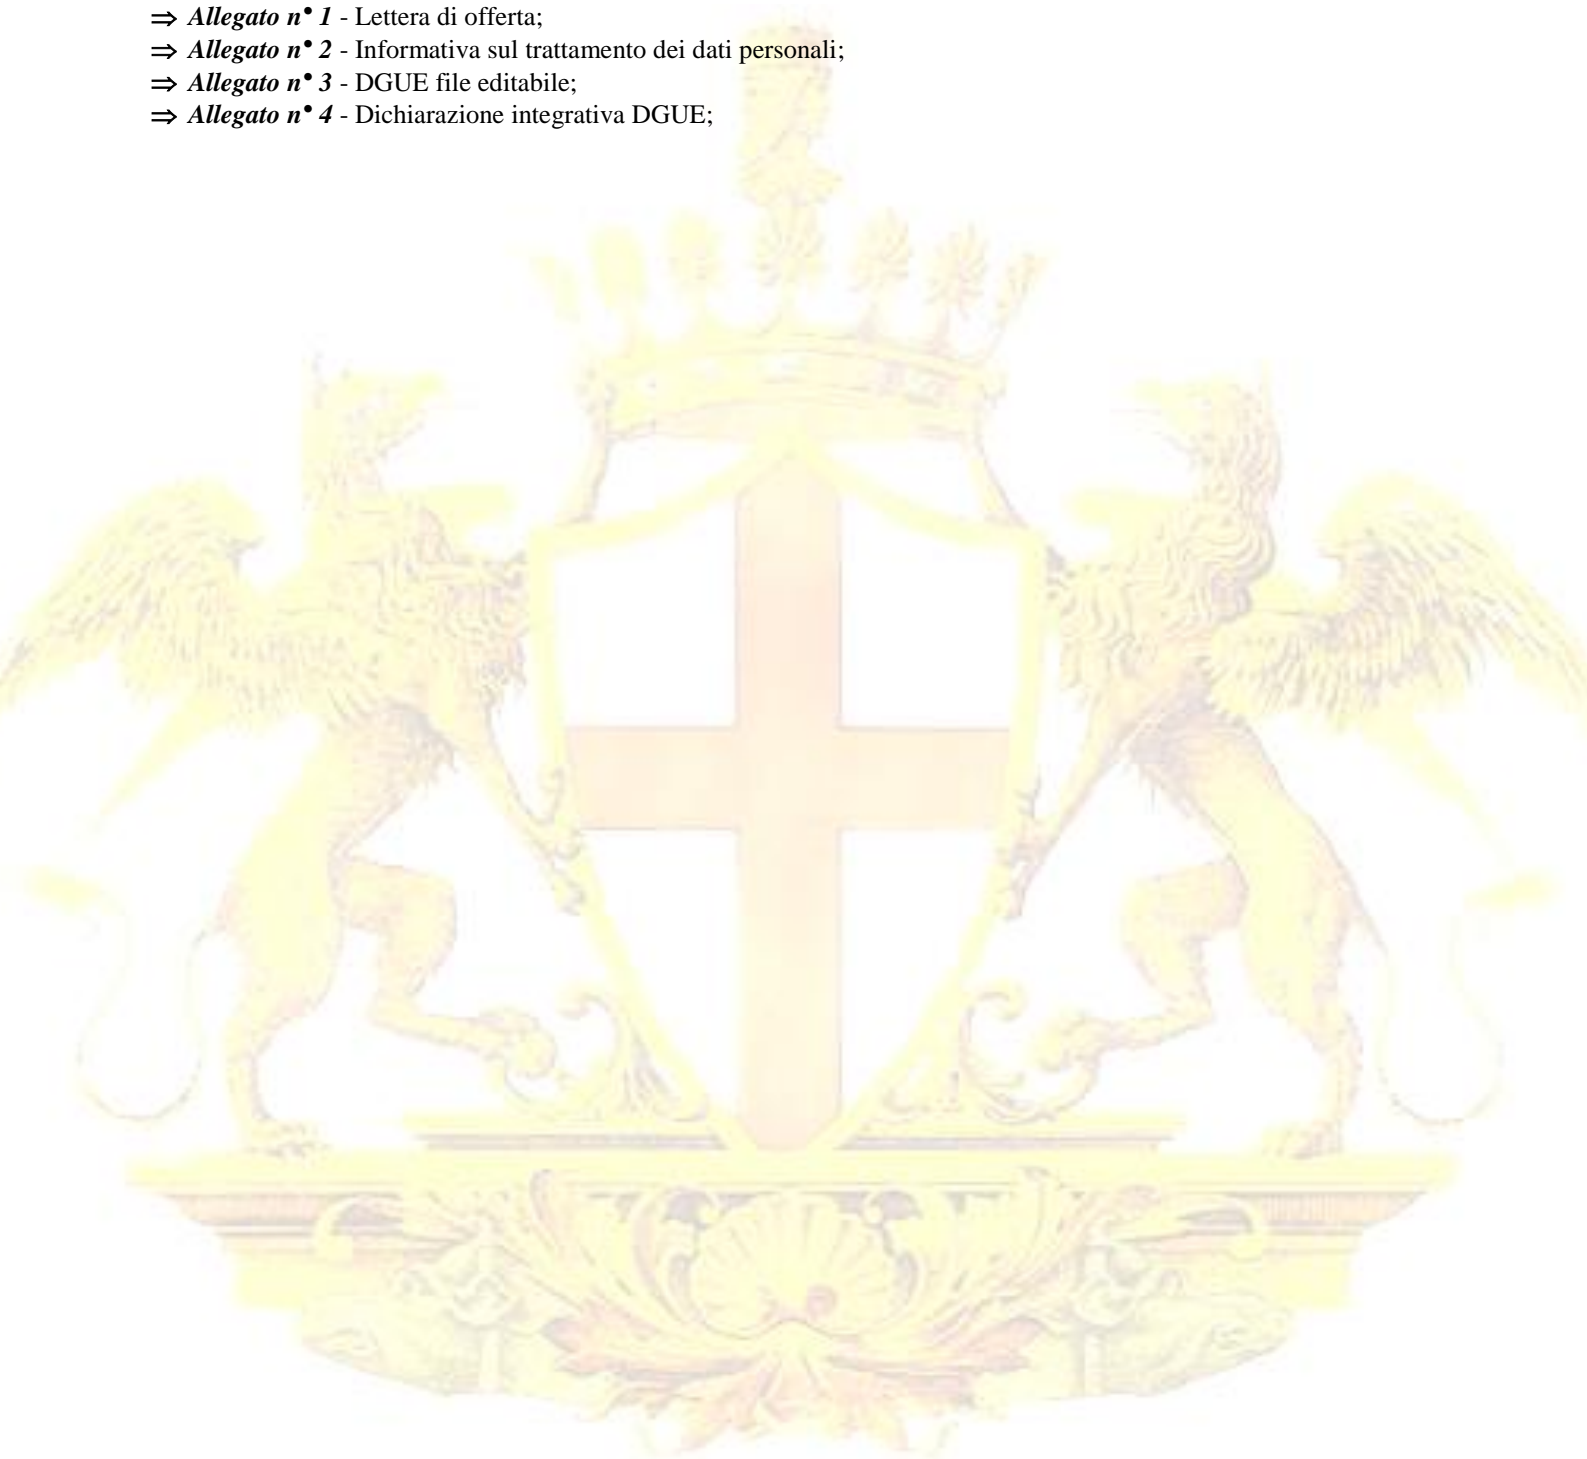 ⇒ Allegato n° 1 - Lettera di offerta;
⇒ Allegato n° 2 - Informativa sul trattamento dei dati personali;
⇒ Allegato n° 3 - DGUE file editabile;
⇒ Allegato n° 4 - Dichiarazione integrativa DGUE;